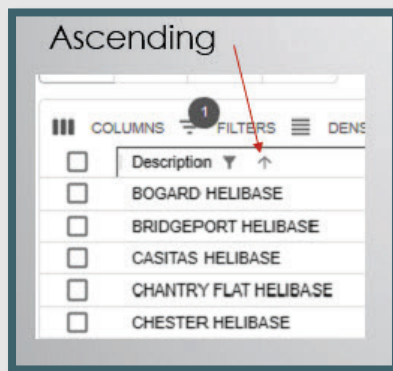 Ascending
COLUMNS 1 FILTERS DENS
Description
BOGARD HELIBASE
BRIDGEPORT HELIBASE
CASITAS HELIBASE
CHANTRY FLAT HELIBASE
CHESTER HELIBASE